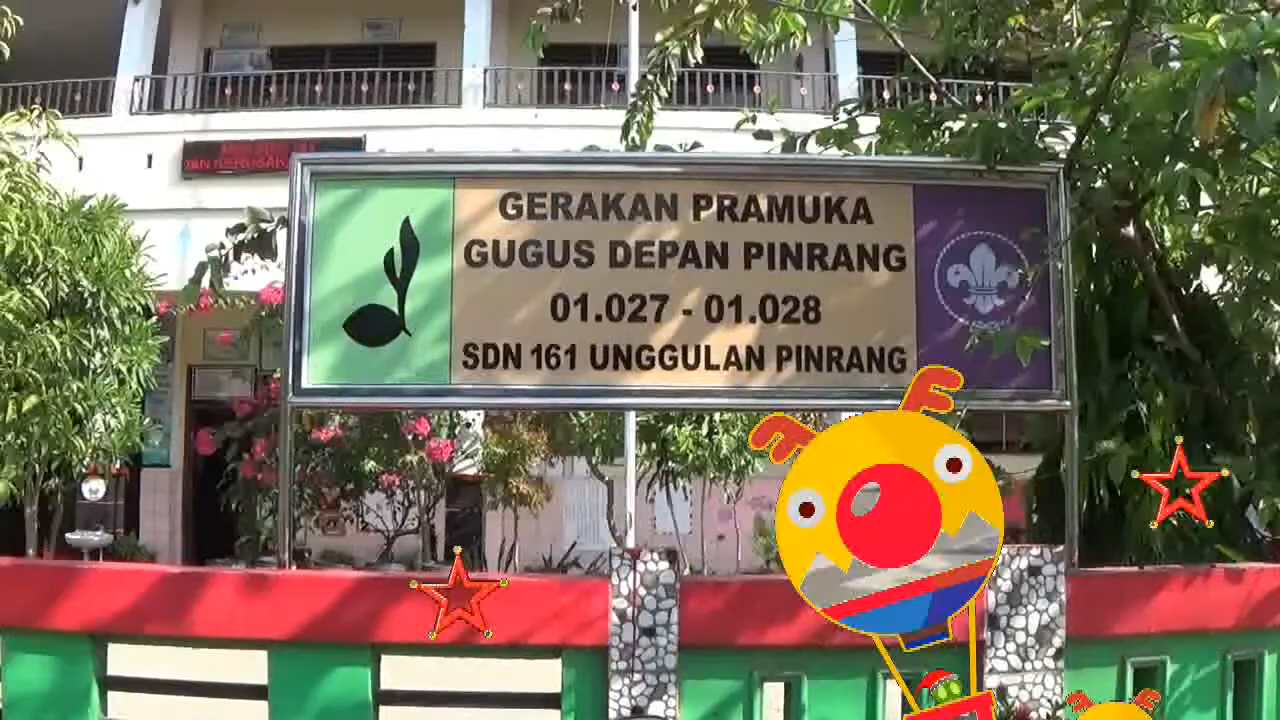 GERAKAN PRAMUKA
GUGUS DEPAN PINRANG
01.027 - 01.028
SDN 161 UNGGULAN PINRANG